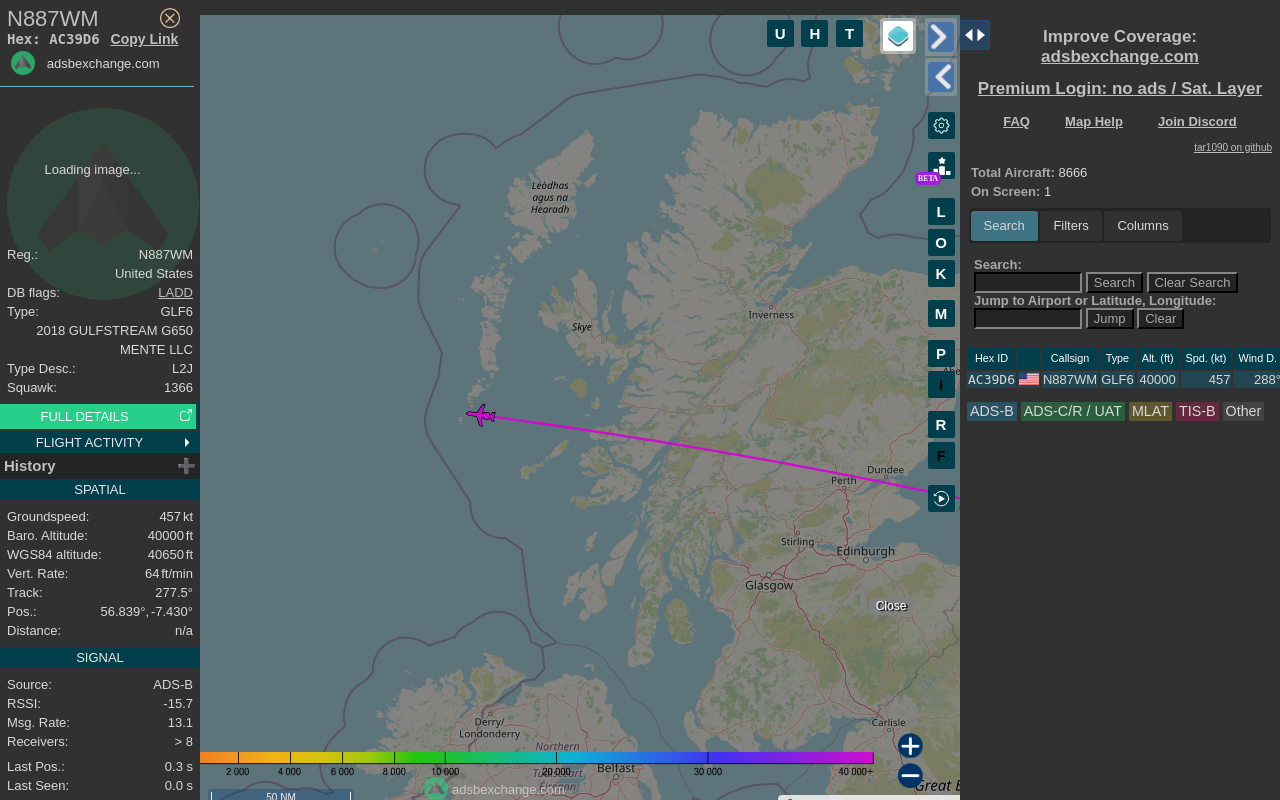 N887WM
Hex: AC39D6 Copy Link
adsbexchange.com
Loading image...
Reg.: N887WM
United States
DB flags: LADD
Type: GLF6
2018 GULFSTREAM G650
MENTE LLC
Type Desc.: L2J
Squawk: 1366
FULL DETAILS
FLIGHT ACTIVITY
History
SPATIAL
Groundspeed: 457 kt
Baro. Altitude: 40000 ft
WGS84 altitude: 40650 ft
Vert. Rate: 64 ft/min
Track: 277.5°
Pos.: 56.839°, -7.430°
Distance: n/a
SIGNAL
Source: ADS-B
RSSI: -15.7
Msg. Rate: 13.1
Receivers: > 8
Last Pos.: 0.3 s
Last Seen: 0.0 s
U H T
BETA
L
O
K
M
P
I
R
F
Leòdhas
agus na
Hearadh
Skye
Inverness
Dundee
Perth
Stirling
Edinburgh
Glasgow
Close
Carlisle
Derry/
Londonderry
Northern
Belfast
Great B
2 000 4 000 6 000 8 000 10 000 20 000 30 000 40 000+
adsbexchange.com
50 NM
Improve Coverage:
adsbexchange.com
Premium Login: no ads / Sat. Layer
FAQ Map Help Join Discord
tar1090 on github
Total Aircraft: 8666
On Screen: 1
Search Filters Columns
Search:
Search Clear Search
Jump to Airport or Latitude, Longitude:
Jump Clear
Hex ID Callsign Type Alt. (ft) Spd. (kt) Wind D.
AC39D6 N887WM GLF6 40000 457 288°
ADS-B ADS-C/R / UAT MLAT TIS-B Other